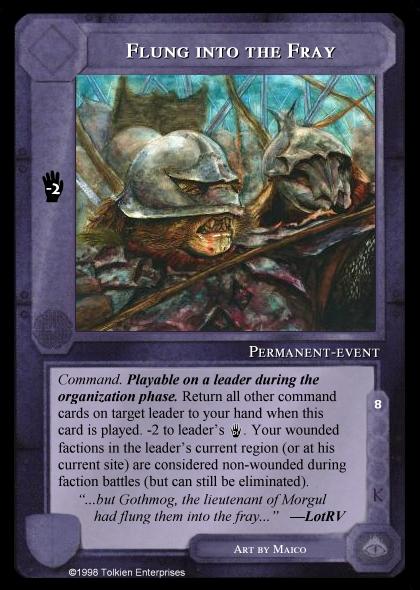 Flung into the Fray
-2
Permanent-event
Command. Playable on a leader during the
organization phase. Return all other command
cards on target leader to your hand when this
card is played. -2 to leader's . Your wounded
factions in the leader's current region (or at his
current site) are considered non-wounded during
faction battles (but can still be eliminated).
8
"...but Gothmog, the lieutenant of Morgul
had flung them into the fray..." —LotRV
K
Art by Maico
©1998 Tolkien Enterprises